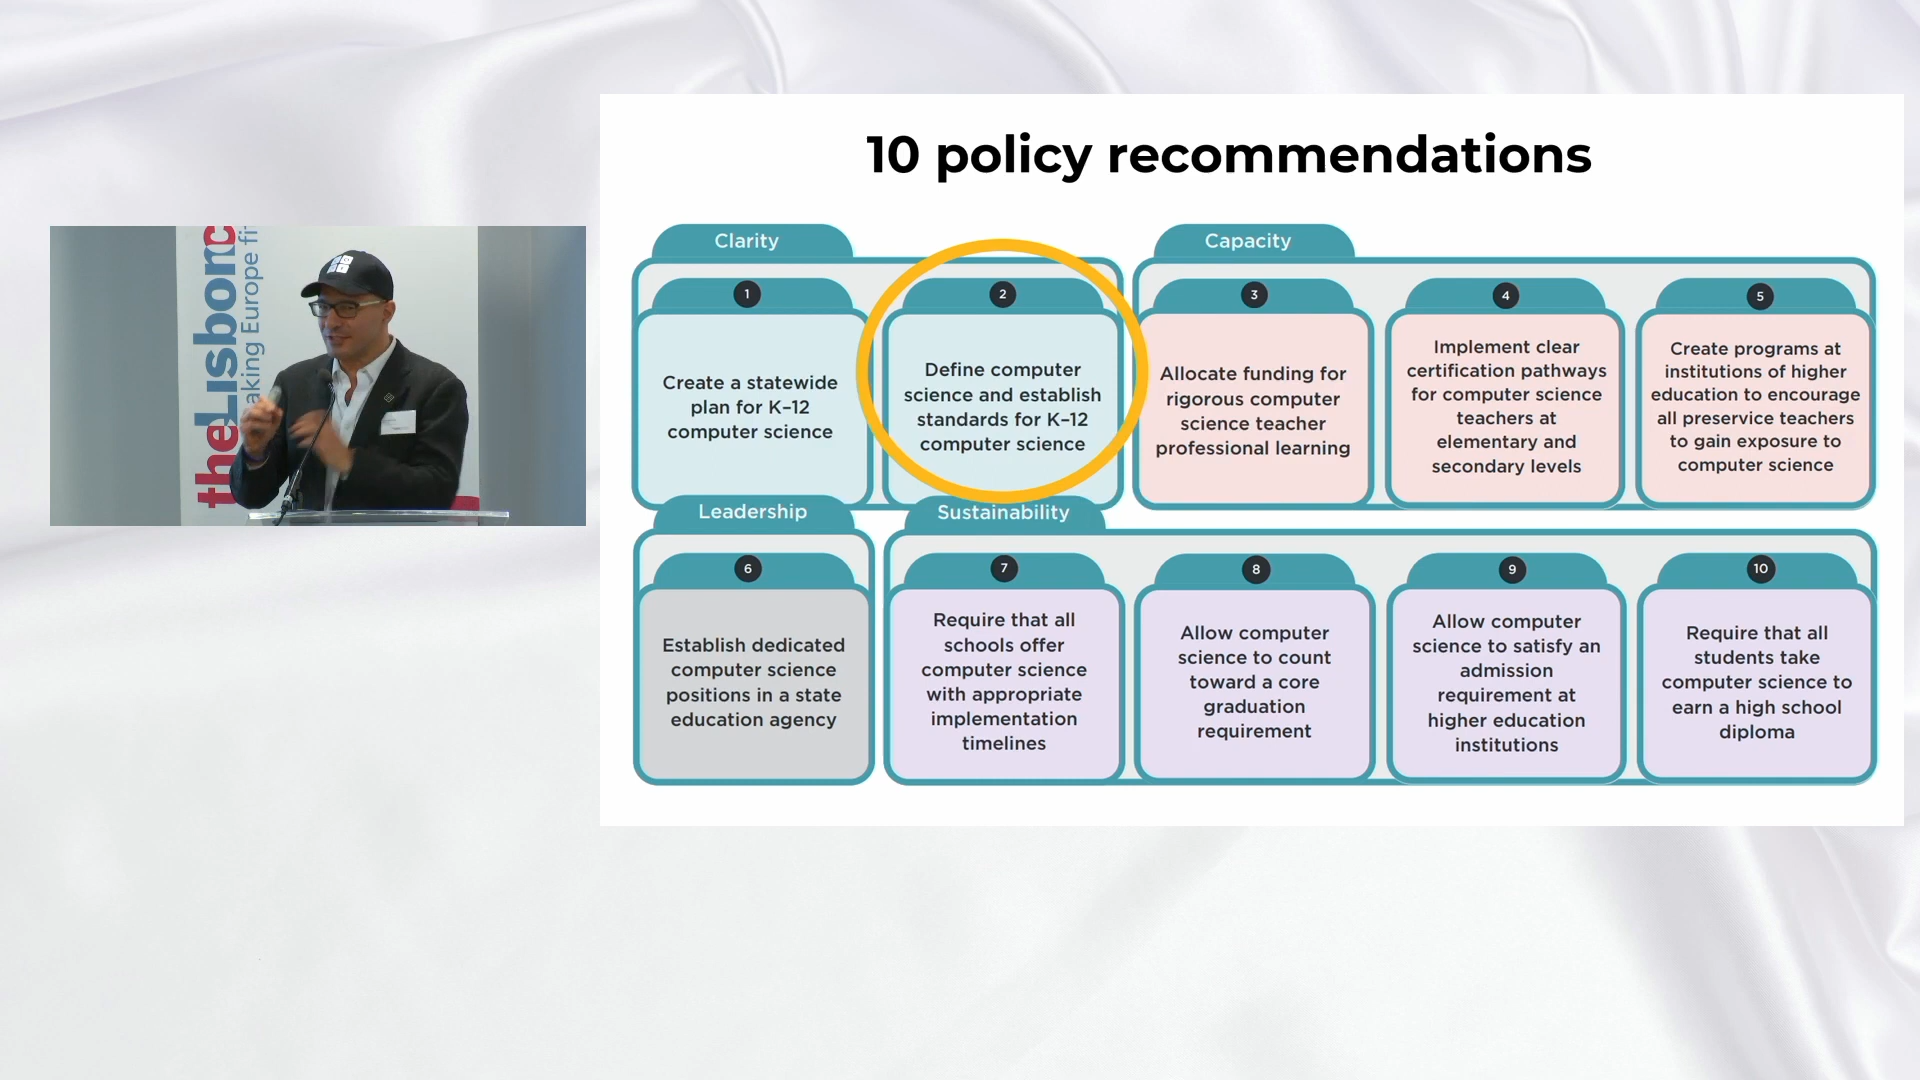 theLisbonc
aking Europe fi
10 policy recommendations
Clarity
1
Create a statewide
plan for K–12
computer science
2
Define computer
science and establish
standards for K–12
computer science
Capacity
3
Allocate funding for
rigorous computer
science teacher
professional learning
4
Implement clear
certification pathways
for computer science
teachers at
elementary and
secondary levels
5
Create programs at
institutions of higher
education to encourage
all preservice teachers
to gain exposure to
computer science
Leadership
6
Establish dedicated
computer science
positions in a state
education agency
Sustainability
7
Require that all
schools offer
computer science
with appropriate
implementation
timelines
8
Allow computer
science to count
toward a core
graduation
requirement
9
Allow computer
science to satisfy an
admission
requirement at
higher education
institutions
10
Require that all
students take
computer science to
earn a high school
diploma